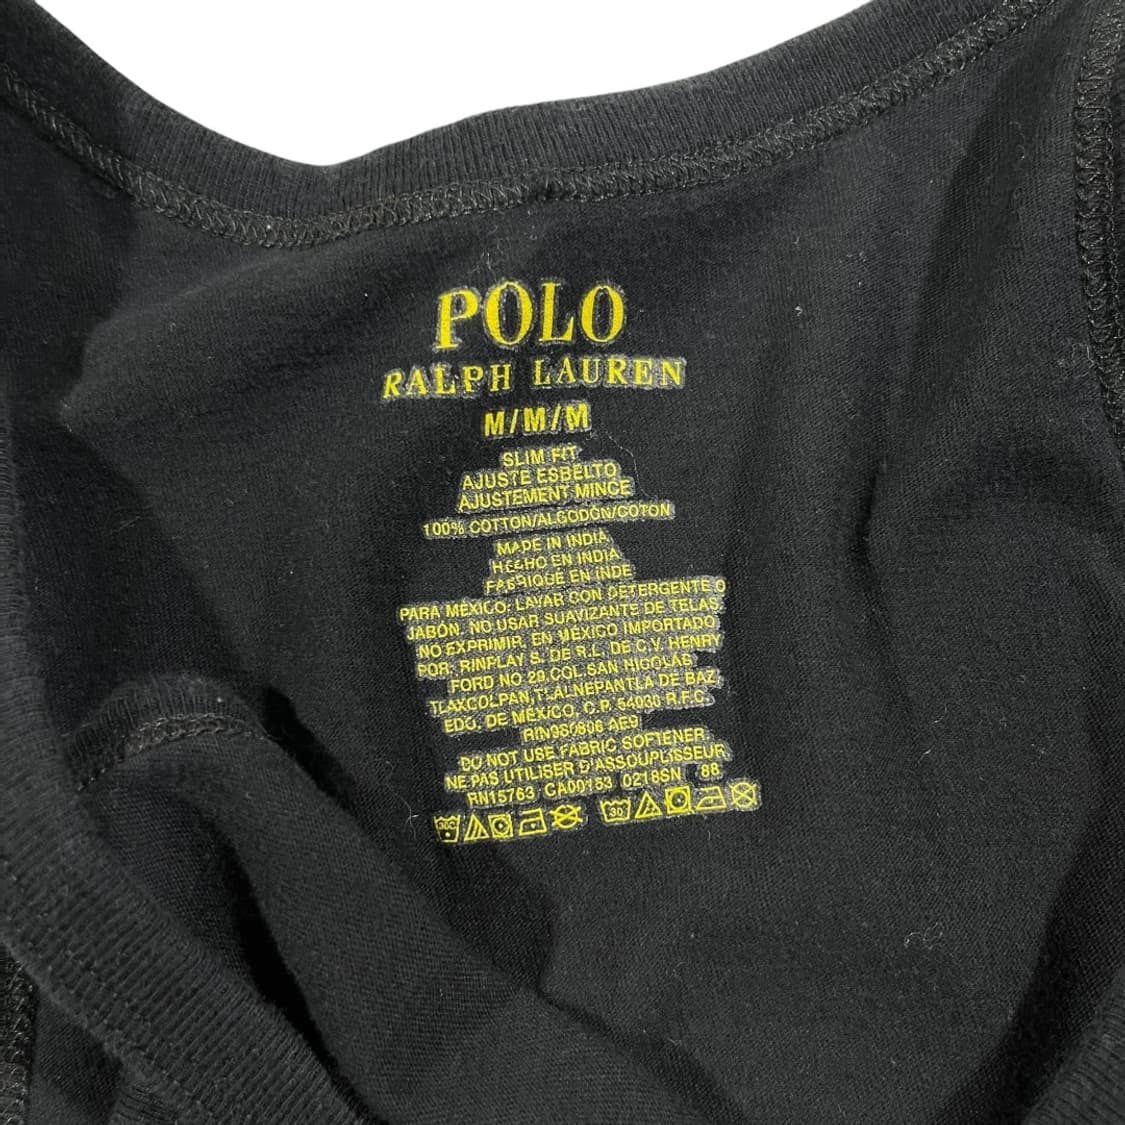 POLO
RALPH LAUREN
M/M/M
SLIM FIT
AJUSTE ESBELTO
AJUSTEMENT MINCE
100% COTTON/ALGODÓN/COTON
MADE IN INDIA
HECHO EN INDIA
FABRIQUÉ EN INDE
PARA MÉXICO: LAVAR CON DETERGENTE O
JABÓN. NO USAR SUAVIZANTE DE TELAS.
NO EXPRIMIR. EN MÉXICO IMPORTADO
POR: RINPLAY S. DE R.L. DE C.V. HENRY
FORD NO 29 COL.SAN NICOLÁS
TLAXCOLPAN,TLALNEPANTLA DE BAZ,
EDO. DE MÉXICO, C.P. 54030 R.F.C.
RIN980806 AE9
DO NOT USE FABRIC SOFTENER.
NE PAS UTILISER D'ASSOUPLISSEUR
RN15763 CA00153 0218SN 88
30C 30